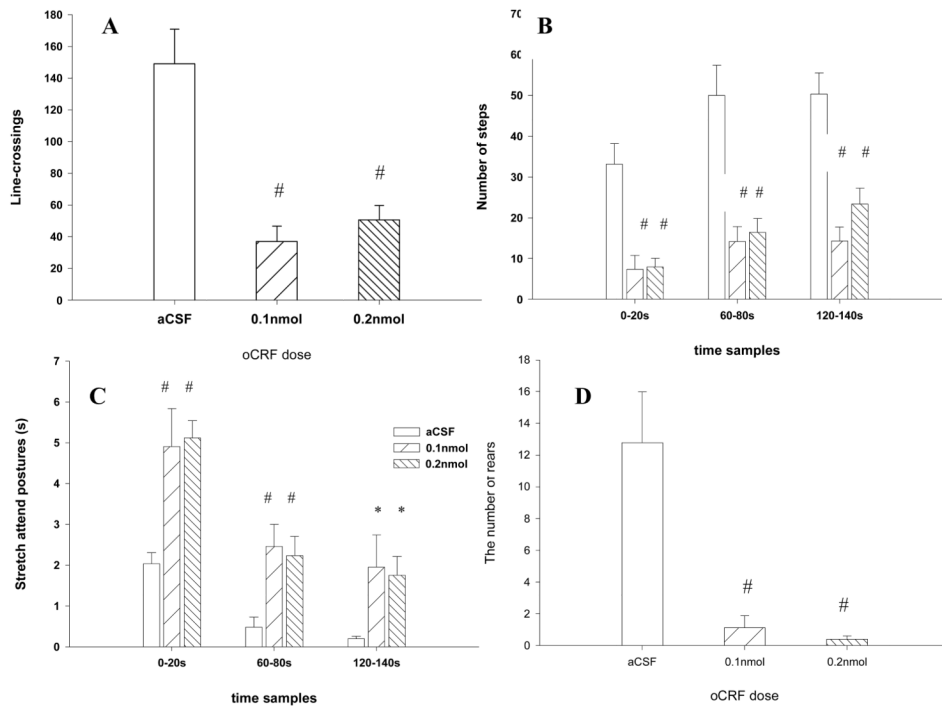 A
Line-crossings
180
160
140
120
100
80
60
40
20
0
#
#
aCSF
0.1nmol
0.2nmol
oCRF dose
B
Number of steps
70
60
50
40
30
20
10
0
# #
# #
# #
0-20s
60-80s
120-140s
time samples
C
Stretch attend postures (s)
7
6
5
4
3
2
1
0
# #
# #
* *
aCSF
0.1nmol
0.2nmol
0-20s
60-80s
120-140s
time samples
D
The number of rears
18
16
14
12
10
8
6
4
2
0
#
#
aCSF
0.1nmol
0.2nmol
oCRF dose